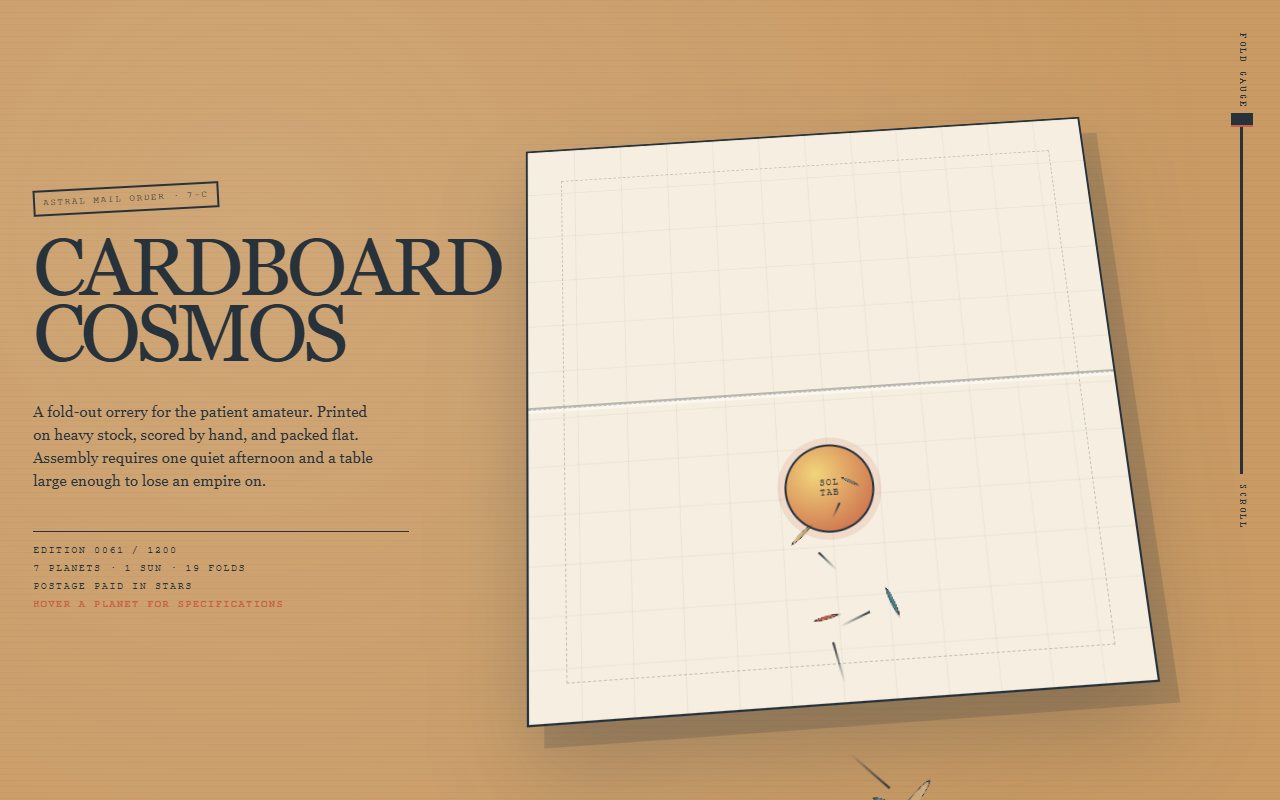 ASTRAL MAIL ORDER · 7-C
CARDBOARD
COSMOS
A fold-out orrery for the patient amateur. Printed
on heavy stock, scored by hand, and packed flat.
Assembly requires one quiet afternoon and a table
large enough to lose an empire on.
EDITION 0061 / 1200
7 PLANETS · 1 SUN · 19 FOLDS
POSTAGE PAID IN STARS
HOVER A PLANET FOR SPECIFICATIONS
SOL
TAB
FOLD GAUGE
SCROLL